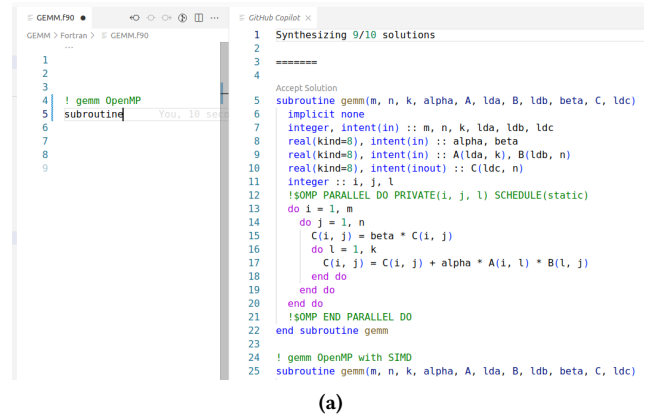 GEMM.f90
GEMM > Fortran > GEMM.f90
...
1
2
3
4 ! gemm OpenMP
5 subroutine You, 10 seco
6
7
8
9
GitHub Copilot
1 Synthesizing 9/10 solutions
2
3 =======
4
Accept Solution
5 subroutine gemm(m, n, k, alpha, A, lda, B, ldb, beta, C, ldc)
6 implicit none
7 integer, intent(in) :: m, n, k, lda, ldb, ldc
8 real(kind=8), intent(in) :: alpha, beta
9 real(kind=8), intent(in) :: A(lda, k), B(ldb, n)
10 real(kind=8), intent(inout) :: C(ldc, n)
11 integer :: i, j, l
12 !$OMP PARALLEL DO PRIVATE(i, j, l) SCHEDULE(static)
13 do i = 1, m
14 do j = 1, n
15 C(i, j) = beta * C(i, j)
16 do l = 1, k
17 C(i, j) = C(i, j) + alpha * A(i, l) * B(l, j)
18 end do
19 end do
20 end do
21 !$OMP END PARALLEL DO
22 end subroutine gemm
23
24 ! gemm OpenMP with SIMD
25 subroutine gemm(m, n, k, alpha, A, lda, B, ldb, beta, C, ldc)
(a)